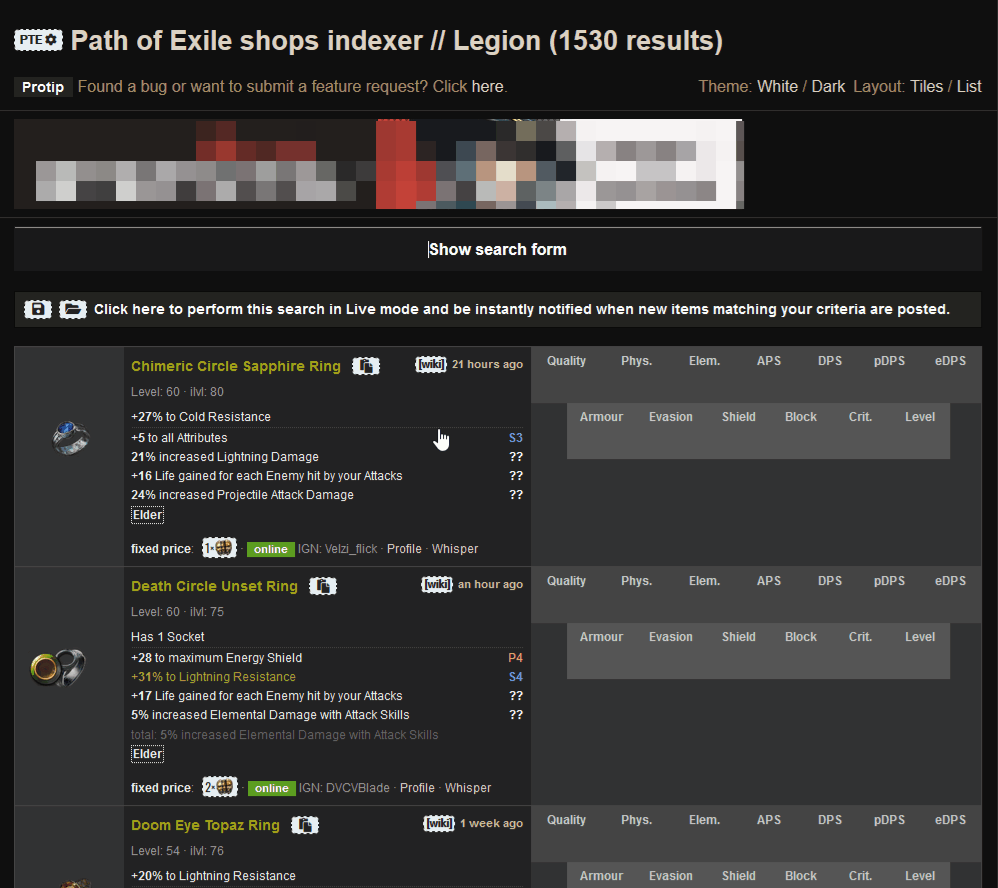 PTE Path of Exile shops indexer // Legion (1530 results)
Protip Found a bug or want to submit a feature request? Click here. Theme: White / Dark Layout: Tiles / List
Show search form
Click here to perform this search in Live mode and be instantly notified when new items matching your criteria are posted.
Chimeric Circle Sapphire Ring [wiki] 21 hours ago Quality Phys. Elem. APS DPS pDPS eDPS
Level: 60 · ilvl: 80
+27% to Cold Resistance Armour Evasion Shield Block Crit. Level
+5 to all Attributes S3
21% increased Lightning Damage ??
+16 Life gained for each Enemy hit by your Attacks ??
24% increased Projectile Attack Damage ??
Elder
fixed price: 1× · online IGN: Velzi_flick · Profile · Whisper
Death Circle Unset Ring [wiki] an hour ago Quality Phys. Elem. APS DPS pDPS eDPS
Level: 60 · ilvl: 75
Has 1 Socket Armour Evasion Shield Block Crit. Level
+28 to maximum Energy Shield P4
+31% to Lightning Resistance S4
+17 Life gained for each Enemy hit by your Attacks ??
5% increased Elemental Damage with Attack Skills ??
total: 5% increased Elemental Damage with Attack Skills
Elder
fixed price: 2× · online IGN: DVCVBlade · Profile · Whisper
Doom Eye Topaz Ring [wiki] 1 week ago Quality Phys. Elem. APS DPS pDPS eDPS
Level: 54 · ilvl: 76
+20% to Lightning Resistance Armour Evasion Shield Block Crit. Level